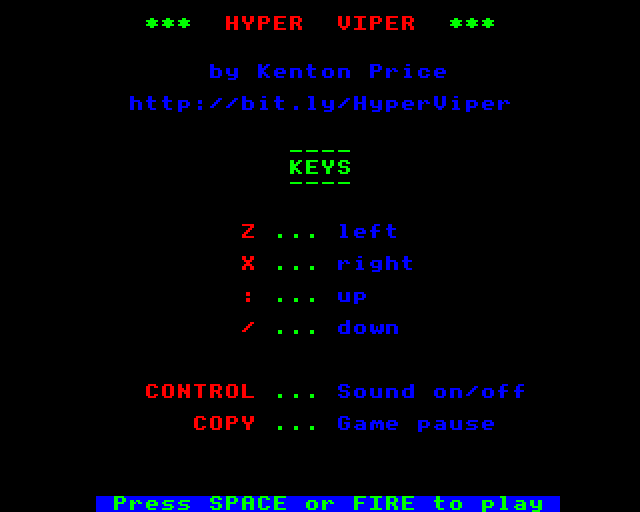 *** HYPER VIPER ***
by Kenton Price
http://bit.ly/HyperViper
----
KEYS
----
Z ... left
X ... right
: ... up
/ ... down
CONTROL ... Sound on/off
COPY ... Game pause
Press SPACE or FIRE to play